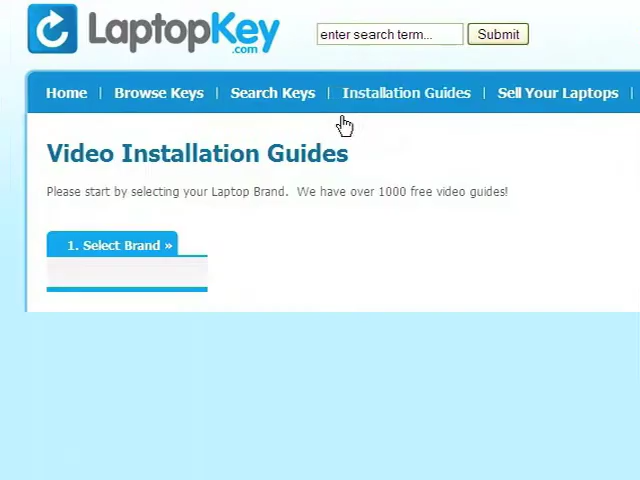 LaptopKey
.com
enter search term...
Submit
Home | Browse Keys | Search Keys | Installation Guides | Sell Your Laptops |
Video Installation Guides
Please start by selecting your Laptop Brand. We have over 1000 free video guides!
1. Select Brand »